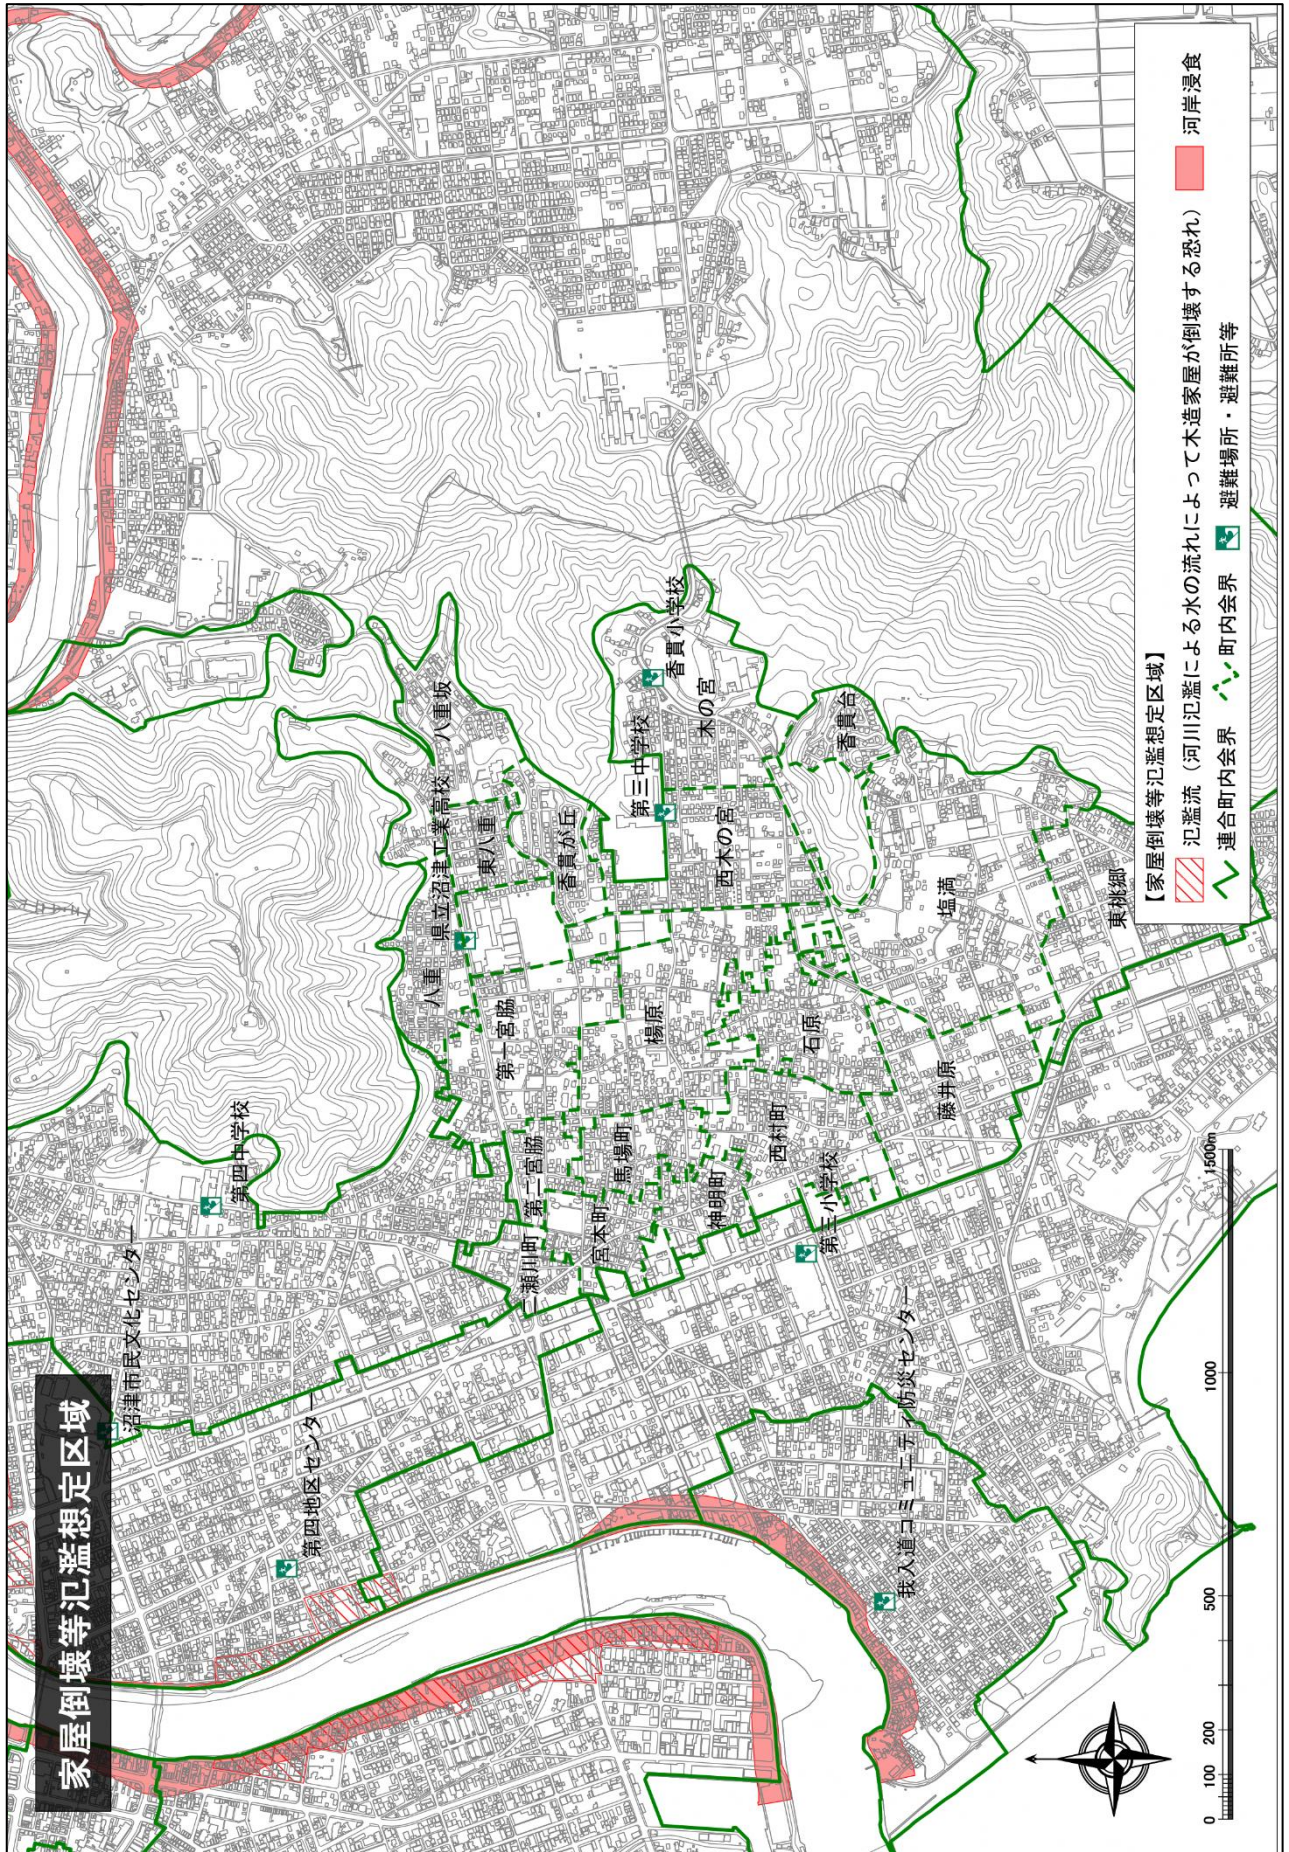 家屋倒壊等氾濫想定区域
沼津市民文化センター
第四中学校
第四地区センター
八重坂
県立沼津工業高校
東八重
八重
香貫が丘
第一宮脇
第二宮脇
三瀬川町
宮本町
馬場町
楊原
神明町
第三中学校
香貫小学校
木の宮
西木の宮
香貫台
石原
西村町
第三小学校
塩満
藤井原
東桃郷
我入道コミュニティ防災センター
【家屋倒壊等氾濫想定区域】
氾濫流（河川氾濫による水の流れによって木造家屋が倒壊する恐れ） 河岸浸食
連合町内会界 町内会界 避難場所・避難所等
0 100 200 500 1000 1500m